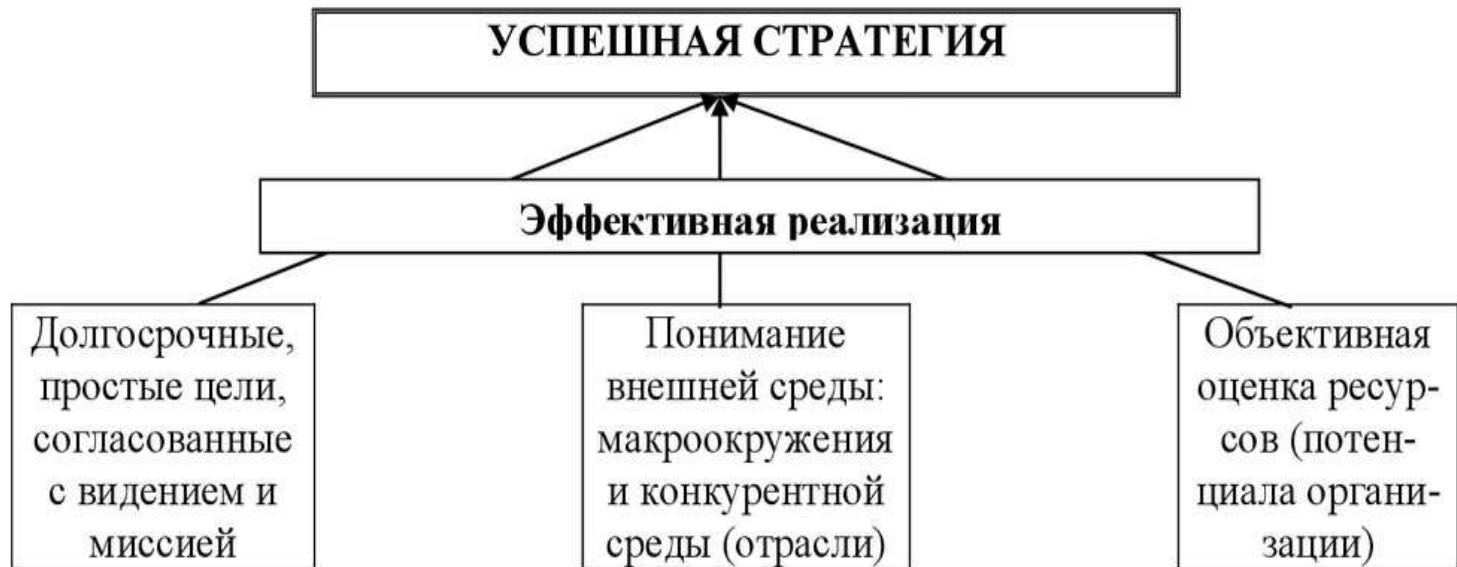 УСПЕШНАЯ СТРАТЕГИЯ
Эффективная реализация
Долгосрочные,
простые цели,
согласованные
с видением и
миссией
Понимание
внешней среды:
макроокружения
и конкурентной
среды (отрасли)
Объективная
оценка ресур-
сов (потен-
циала органи-
зации)